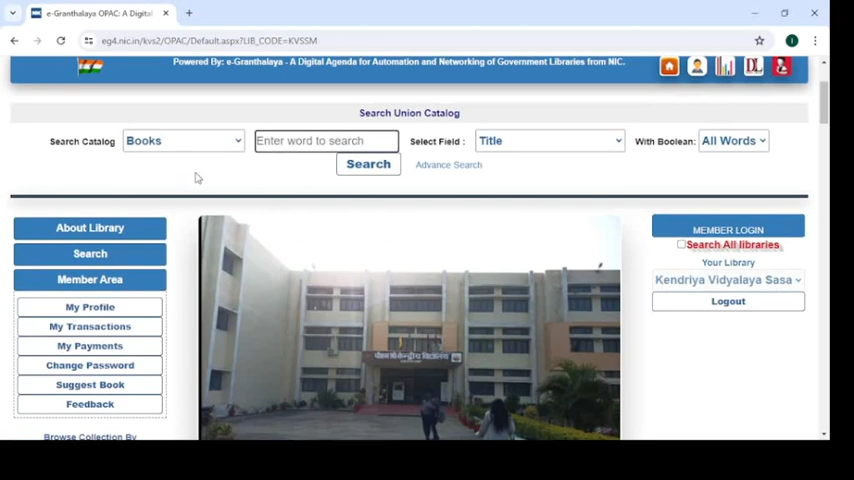 e-Granthalaya OPAC: A Digital
eg4.nic.in/kvs2/OPAC/Default.aspx?LIB_CODE=KVSSM
Powered By: e-Granthalaya - A Digital Agenda for Automation and Networking of Government Libraries from NIC.
Search Union Catalog
Search Catalog Books Enter word to search Select Field : Title With Boolean: All Words
Search Advance Search
About Library
Search
Member Area
My Profile
My Transactions
My Payments
Change Password
Suggest Book
Feedback
Browse Collection By
MEMBER LOGIN
Search All libraries
Your Library
Kendriya Vidyalaya Sasa
Logout
केन्द्रीय विद्यालय